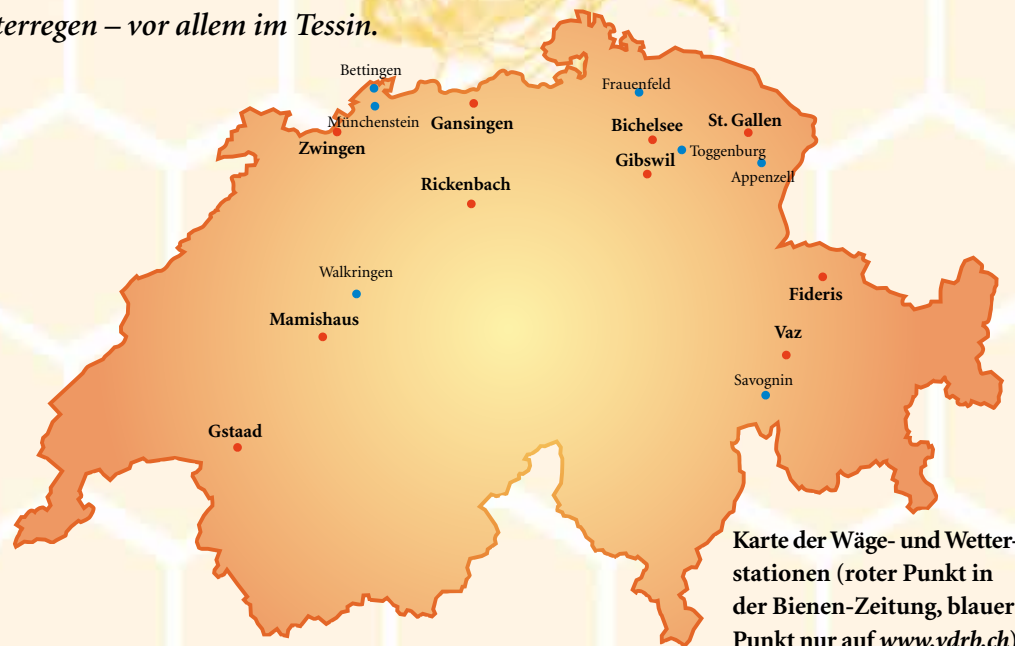 terregen – vor allem im Tessin.
Bettingen
Frauenfeld
Münchenstein
Gansingen
Bichelsee
St. Gallen
Zwingen
Gibswil
Toggenburg
Appenzell
Rickenbach
Walkringen
Fideris
Mamishaus
Vaz
Savognin
Gstaad
Karte der Wäge- und Wetter-
stationen (roter Punkt in
der Bienen-Zeitung, blauer
Punkt nur auf www.vdrb.ch)